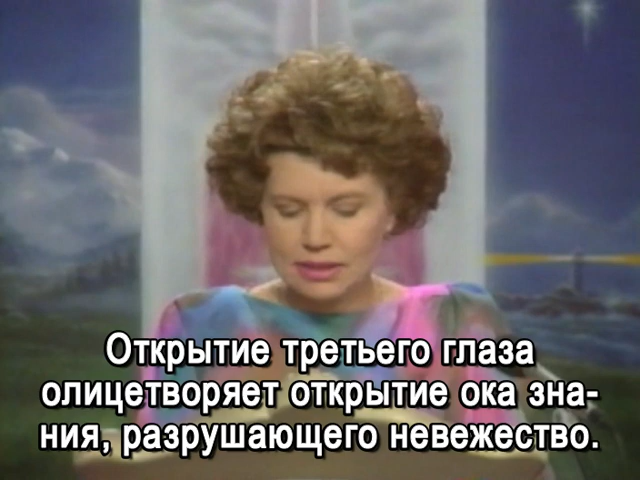 Открытие третьего глаза
олицетворяет открытие ока зна-
ния, разрушающего невежество.